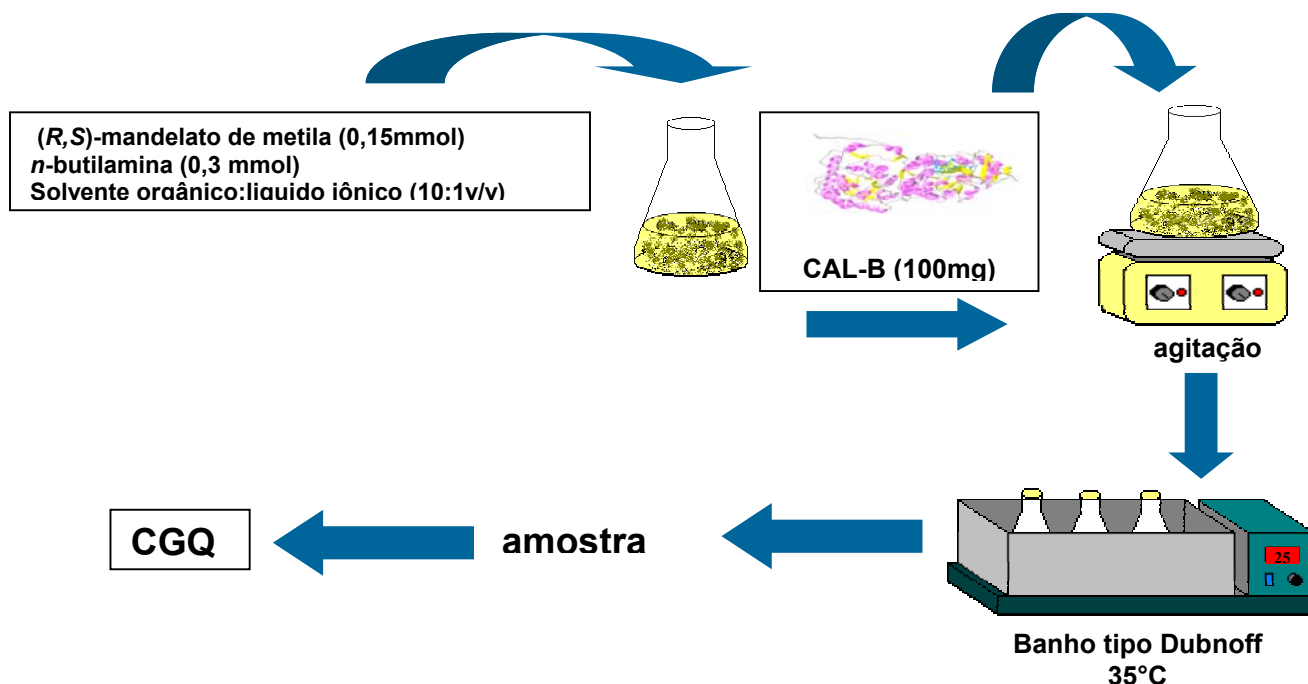 (R,S)-mandelato de metila (0,15mmol)
n-butilamina (0,3 mmol)
Solvente orgânico:liquido iônico (10:1v/v)
CAL-B (100mg)
agitação
25
Banho tipo Dubnoff
35°C
amostra
CGQ